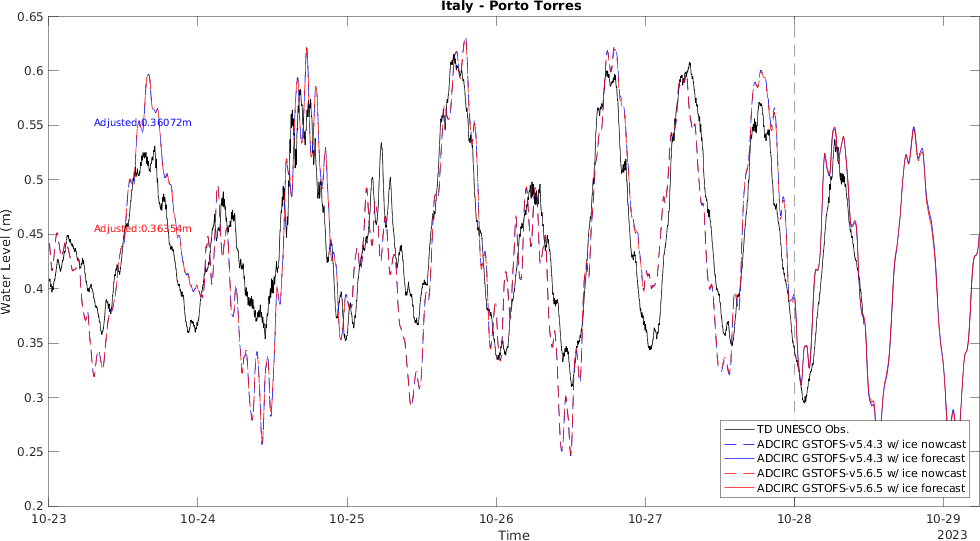 Italy - Porto Torres
Water Level (m)
0.65
0.6
0.55
0.5
0.45
0.4
0.35
0.3
0.25
0.2
Adjusted:0.36072m
Adjusted:0.36354m
TD UNESCO Obs.
ADCIRC GSTOFS-v5.4.3 w/ ice nowcast
ADCIRC GSTOFS-v5.4.3 w/ ice forecast
ADCIRC GSTOFS-v5.6.5 w/ ice nowcast
ADCIRC GSTOFS-v5.6.5 w/ ice forecast
10-23 10-24 10-25 10-26 10-27 10-28 10-29
2023
Time